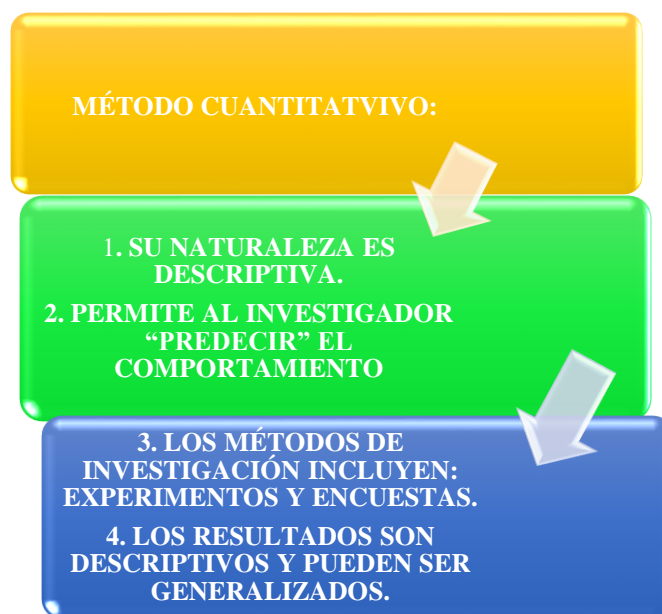 MÉTODO CUANTITATVIVO:
1. SU NATURALEZA ES
DESCRIPTIVA.
2. PERMITE AL INVESTIGADOR
“PREDECIR” EL
COMPORTAMIENTO
3. LOS MÉTODOS DE
INVESTIGACIÓN INCLUYEN:
EXPERIMENTOS Y ENCUESTAS.
4. LOS RESULTADOS SON
DESCRIPTIVOS Y PUEDEN SER
GENERALIZADOS.